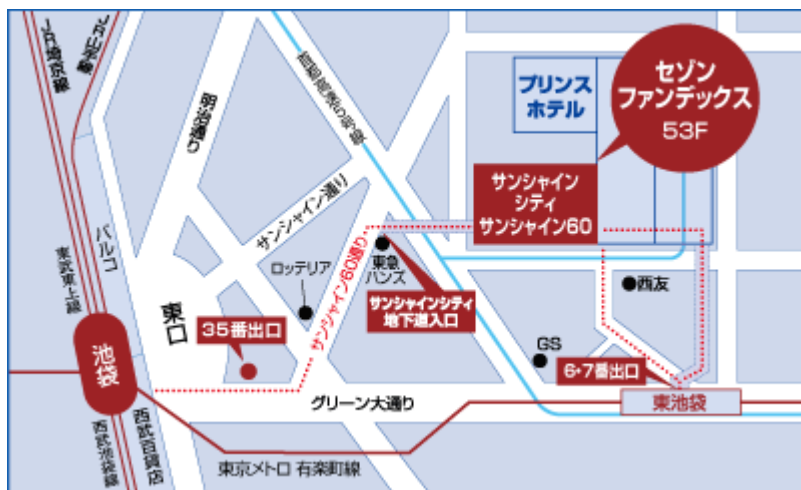 JR埼京線
JR山手線
明治通り
首都高速5号線
プリンス
ホテル
セゾン
ファンデックス
53F
サンシャイン
シティ
サンシャイン60
サンシャイン通り
パルコ
東武東上線
ロッテリア
サンシャイン60通り
東急
ハンズ
サンシャインシティ
地下道入口
西友
東口
35番出口
池袋
GS
6・7番出口
グリーン大通り
東池袋
西武池袋線
西武百貨店
東京メトロ 有楽町線